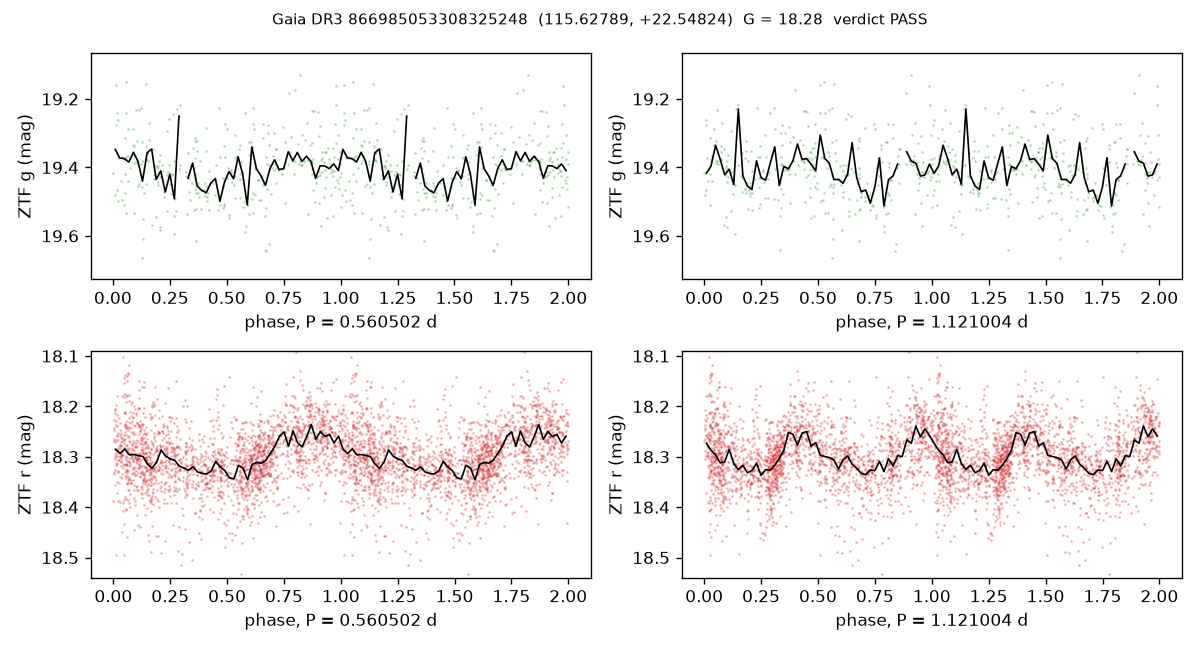 Gaia DR3 866985053308325248  (115.62789, +22.54824)  G = 18.28  verdict PASS
ZTF g (mag)
19.2
19.4
19.6
0.00 0.25 0.50 0.75 1.00 1.25 1.50 1.75 2.00
phase, P = 0.560502 d
ZTF g (mag)
19.2
19.4
19.6
0.00 0.25 0.50 0.75 1.00 1.25 1.50 1.75 2.00
phase, P = 1.121004 d
ZTF r (mag)
18.1
18.2
18.3
18.4
18.5
0.00 0.25 0.50 0.75 1.00 1.25 1.50 1.75 2.00
phase, P = 0.560502 d
ZTF r (mag)
18.1
18.2
18.3
18.4
18.5
0.00 0.25 0.50 0.75 1.00 1.25 1.50 1.75 2.00
phase, P = 1.121004 d